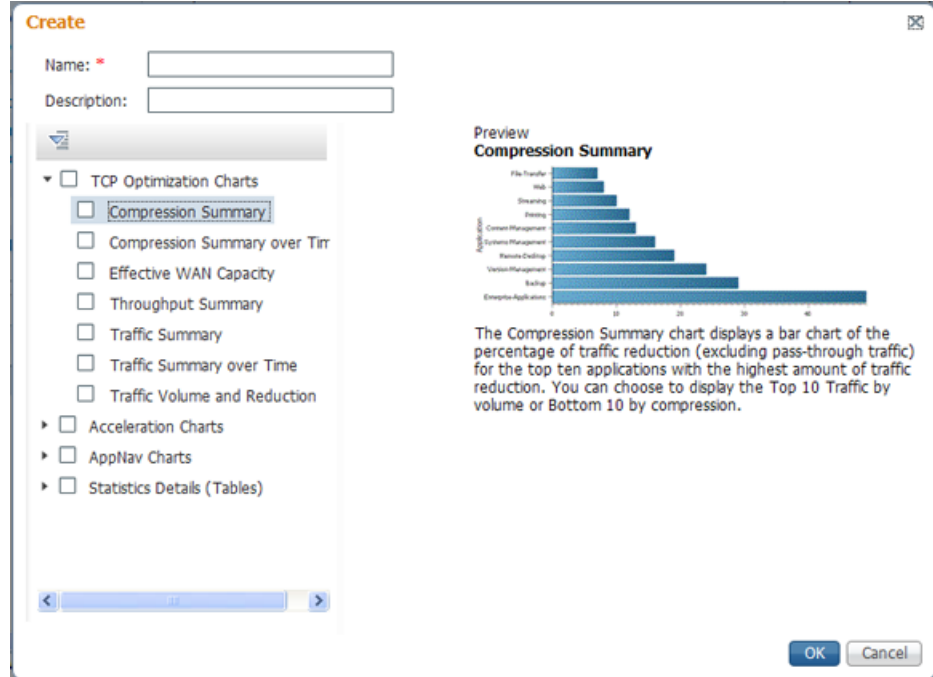 Create
Name: *
Description:
TCP Optimization Charts
Compression Summary
Compression Summary over Tim
Effective WAN Capacity
Throughput Summary
Traffic Summary
Traffic Summary over Time
Traffic Volume and Reduction
Acceleration Charts
AppNav Charts
Statistics Details (Tables)
Preview
Compression Summary
Application
File-Transfer
Web
Streaming
Printing
Content-Management
Systems-Management
Remote-Desktop
Version-Management
Backup
Enterprise-Applications
0 10 20 30 40
The Compression Summary chart displays a bar chart of the
percentage of traffic reduction (excluding pass-through traffic)
for the top ten applications with the highest amount of traffic
reduction. You can choose to display the Top 10 Traffic by
volume or Bottom 10 by compression.
OK
Cancel